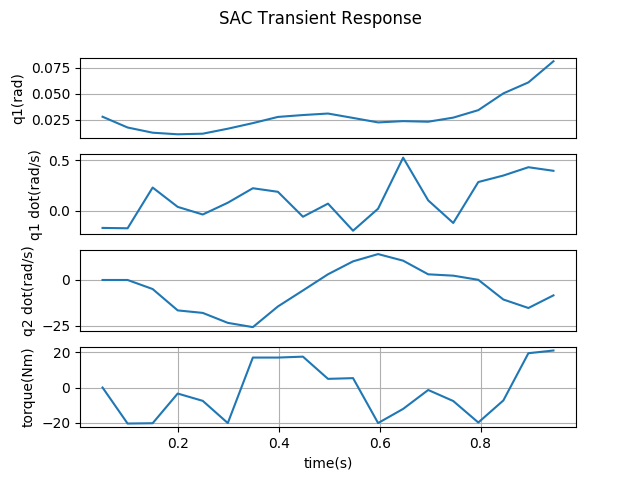 SAC Transient Response
q1(rad)
0.075
0.050
0.025
q1 dot(rad/s)
0.5
0.0
q2 dot(rad/s)
0
−25
torque(Nm)
20
0
−20
0.2 0.4 0.6 0.8
time(s)